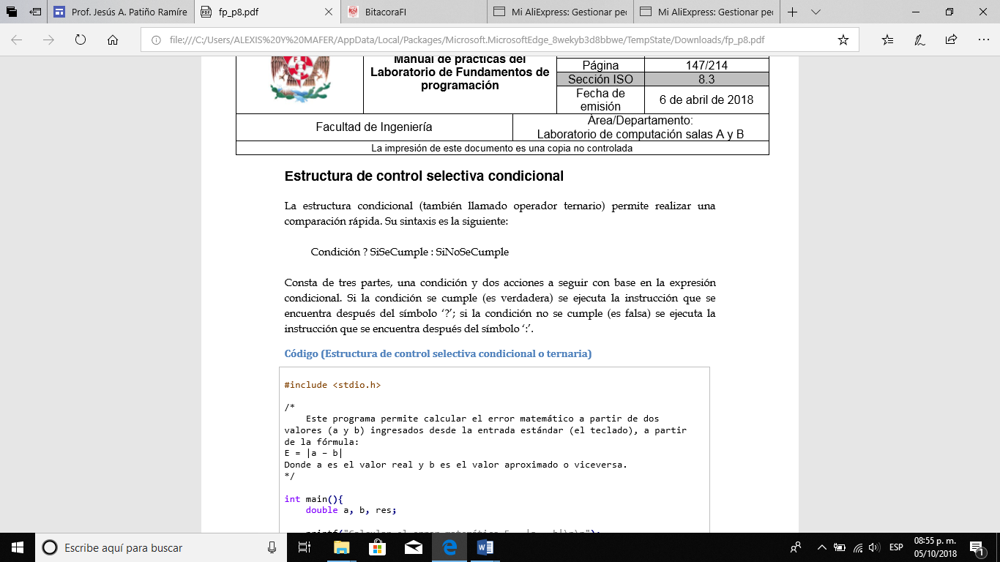 Prof. Jesús A. Patiño Ramíre
fp_p8.pdf
BitacoraFI
Mi AliExpress: Gestionar pec
Mi AliExpress: Gestionar pec
file:///C:/Users/ALEXIS%20Y%20MAFER/AppData/Local/Packages/Microsoft.MicrosoftEdge_8wekyb3d8bbwe/TempState/Downloads/fp_p8.pdf
Manual de prácticas del
Laboratorio de Fundamentos de
programación
Página 147/214
Sección ISO 8.3
Fecha de
emisión
6 de abril de 2018
Facultad de Ingeniería
Área/Departamento:
Laboratorio de computación salas A y B
La impresión de este documento es una copia no controlada
Estructura de control selectiva condicional
La estructura condicional (también llamado operador ternario) permite realizar una
comparación rápida. Su sintaxis es la siguiente:
Condición ? SiSeCumple : SiNoSeCumple
Consta de tres partes, una condición y dos acciones a seguir con base en la expresión
condicional. Si la condición se cumple (es verdadera) se ejecuta la instrucción que se
encuentra después del símbolo ‘?’; si la condición no se cumple (es falsa) se ejecuta la
instrucción que se encuentra después del símbolo ‘:’.
Código (Estructura de control selectiva condicional o ternaria)
#include <stdio.h>
/*
Este programa permite calcular el error matemático a partir de dos
valores (a y b) ingresados desde la entrada estándar (el teclado), a partir
de la fórmula:
E = |a – b|
Donde a es el valor real y b es el valor aproximado o viceversa.
*/
int main(){
double a, b, res;
printf("Calcular el error matemático E = |a - b|\n\n");
Escribe aquí para buscar
ESP
08:55 p. m.
05/10/2018
1